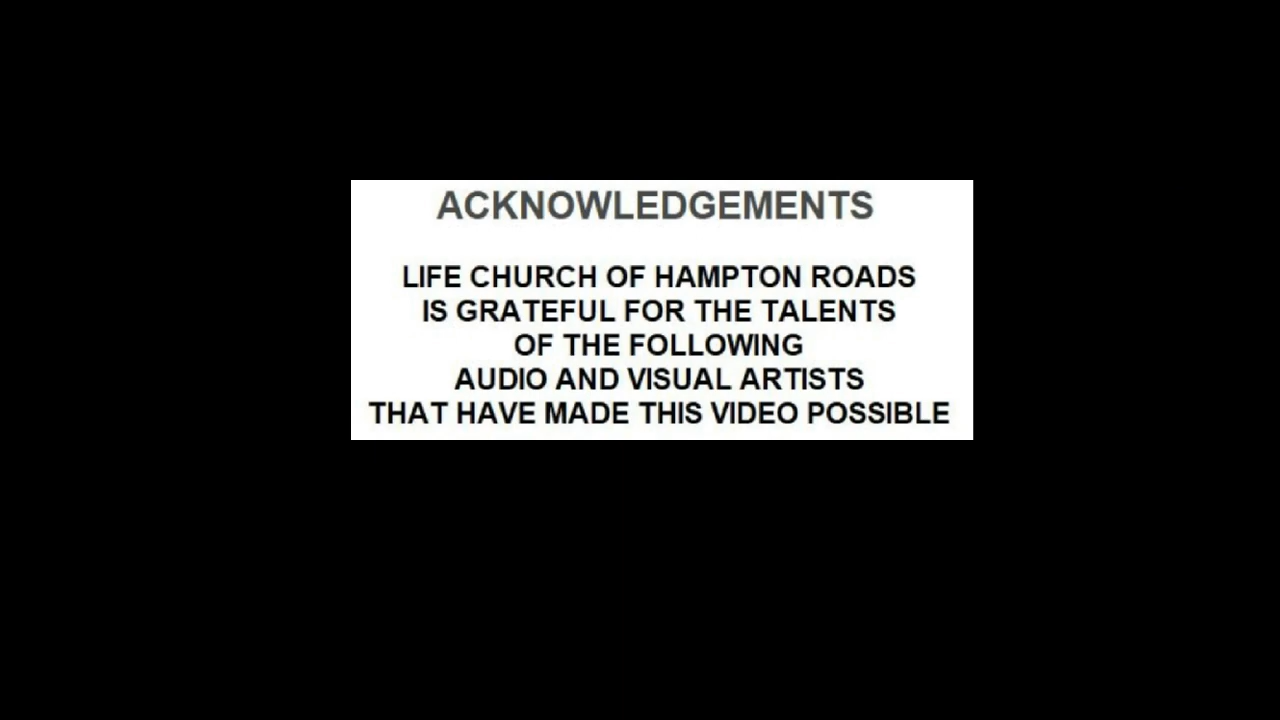 ACKNOWLEDGEMENTS
LIFE CHURCH OF HAMPTON ROADS
IS GRATEFUL FOR THE TALENTS
OF THE FOLLOWING
AUDIO AND VISUAL ARTISTS
THAT HAVE MADE THIS VIDEO POSSIBLE